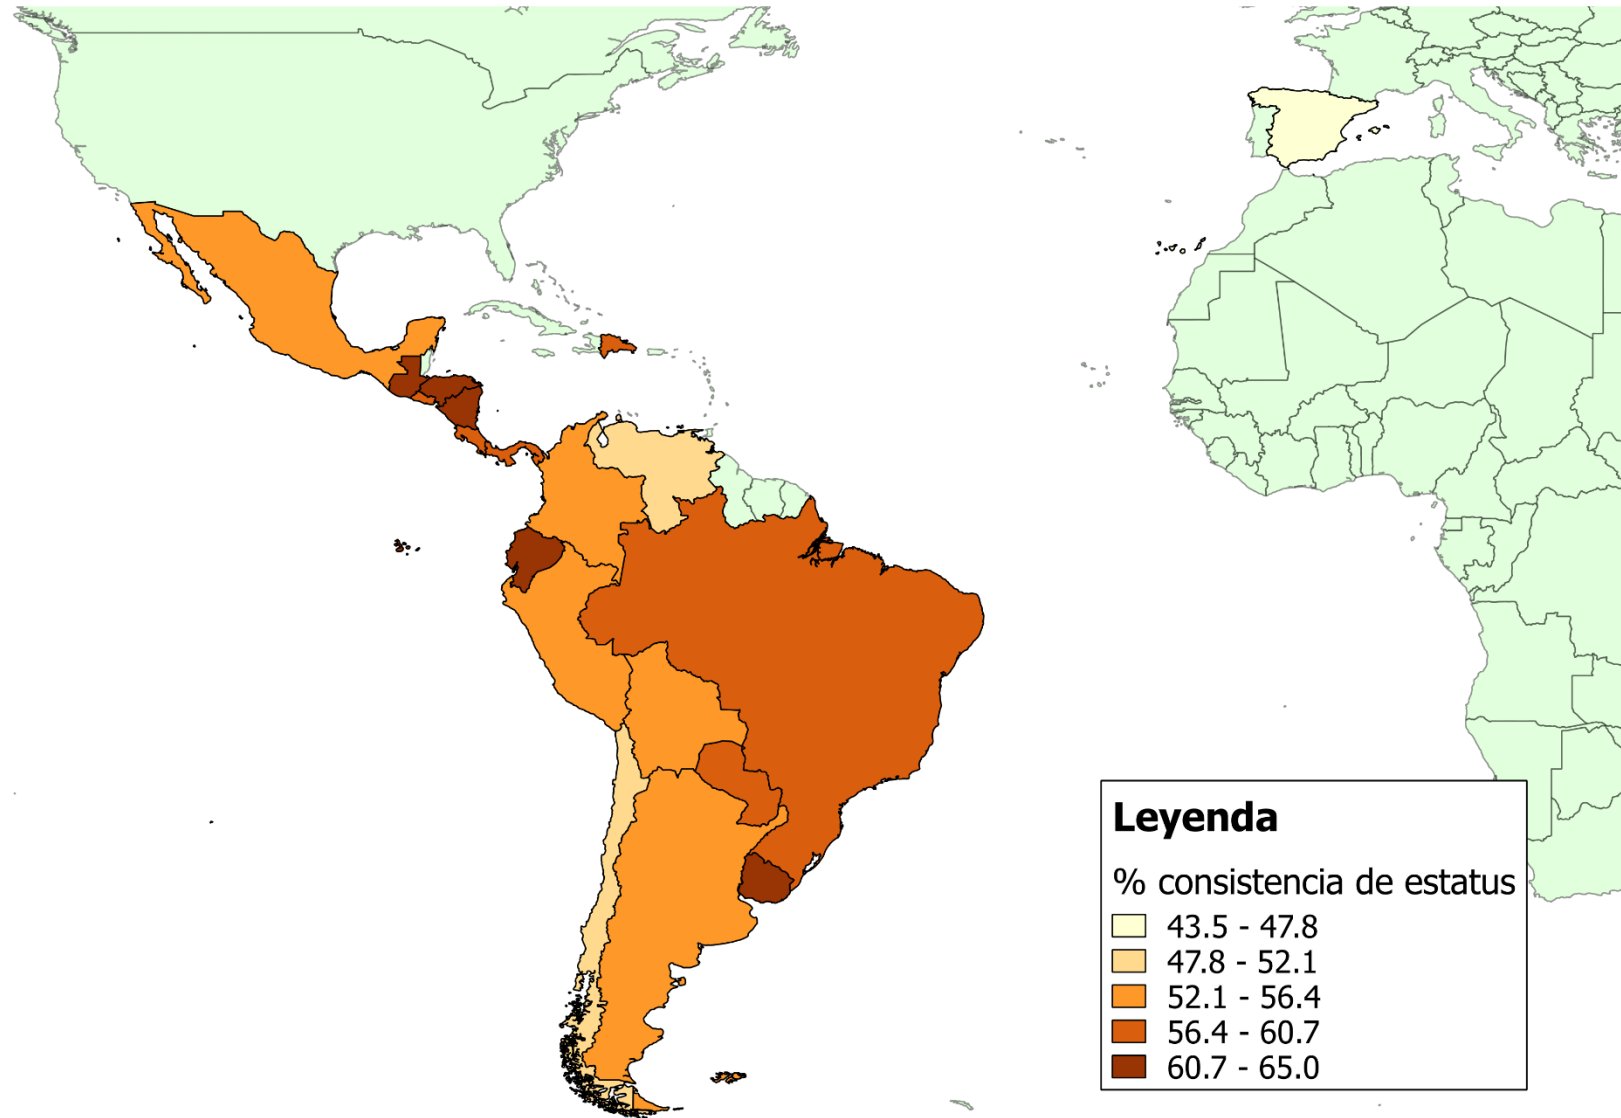 Leyenda
% consistencia de estatus
43.5 - 47.8
47.8 - 52.1
52.1 - 56.4
56.4 - 60.7
60.7 - 65.0